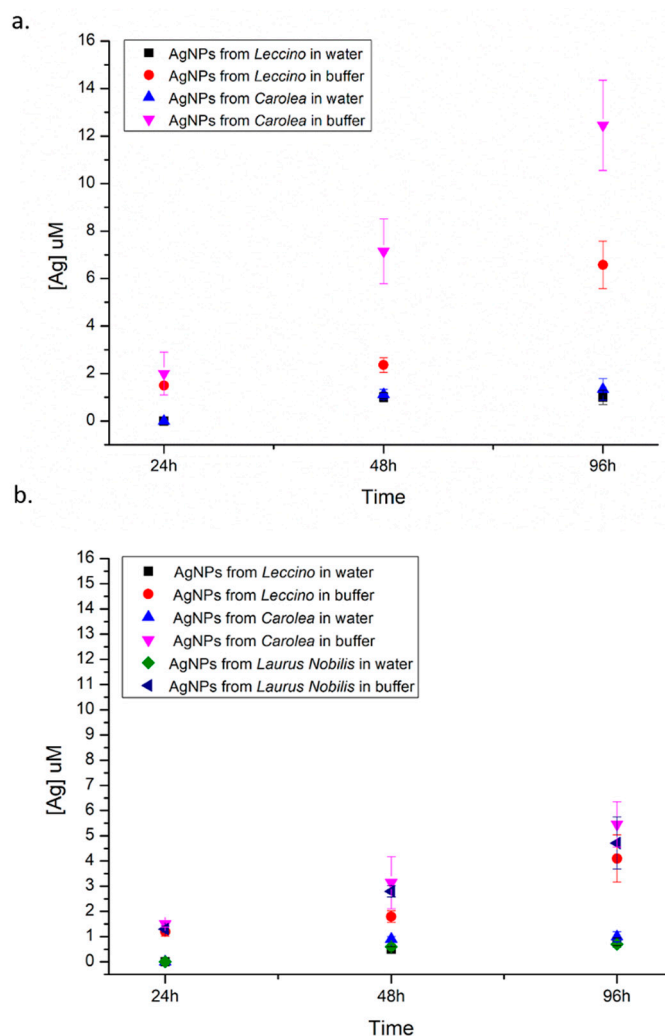 a.
16
14
12
10
8
6
4
2
0
[Ag] uM
AgNPs from Leccino in water
AgNPs from Leccino in buffer
AgNPs from Carolea in water
AgNPs from Carolea in buffer
24h 48h 96h
Time
b.
16
15
14
13
12
11
10
9
8
7
6
5
4
3
2
1
0
[Ag] uM
AgNPs from Leccino in water
AgNPs from Leccino in buffer
AgNPs from Carolea in water
AgNPs from Carolea in buffer
AgNPs from Laurus Nobilis in water
AgNPs from Laurus Nobilis in buffer
24h 48h 96h
Time